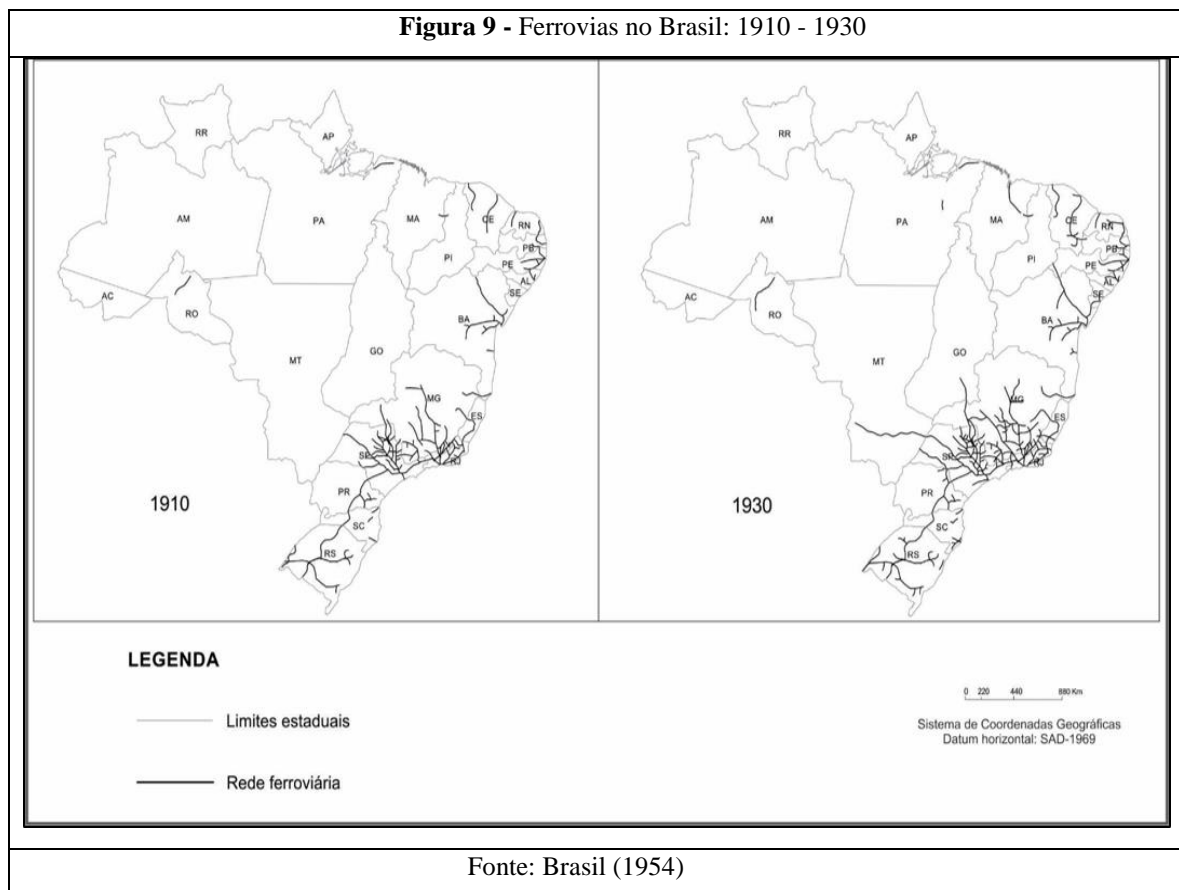 Figura 9 - Ferrovias no Brasil: 1910 - 1930
RR
AP
AM
PA
MA
CE
RN
PB
PI
PE
AL
SE
AC
RO
BA
MT
GO
MG
ES
SP
RJ
PR
SC
RS
1910
RR
AP
AM
PA
MA
CE
RN
PB
PI
PE
AL
SE
AC
RO
BA
MT
GO
MG
ES
SP
RJ
PR
SC
RS
1930
LEGENDA
Limites estaduais
Rede ferroviária
0 220 440 880 Km
Sistema de Coordenadas Geográficas
Datum horizontal: SAD-1969
Fonte: Brasil (1954)